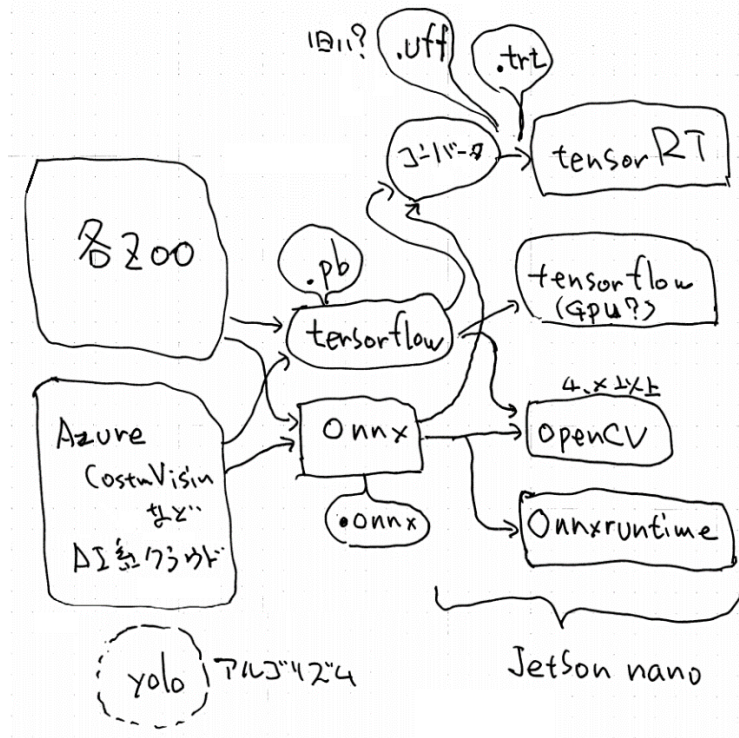 旧い?
.uff
.trt
コンバータ
tensorRT
各Zoo
.pb
tensorflow
tensorflow
(Gpu?)
Azure
CostmVisin
など
AI系クラウド
Onnx
.onnx
4.x以上
OpenCV
Onnxruntime
yolo
アルゴリズム
Jetson nano